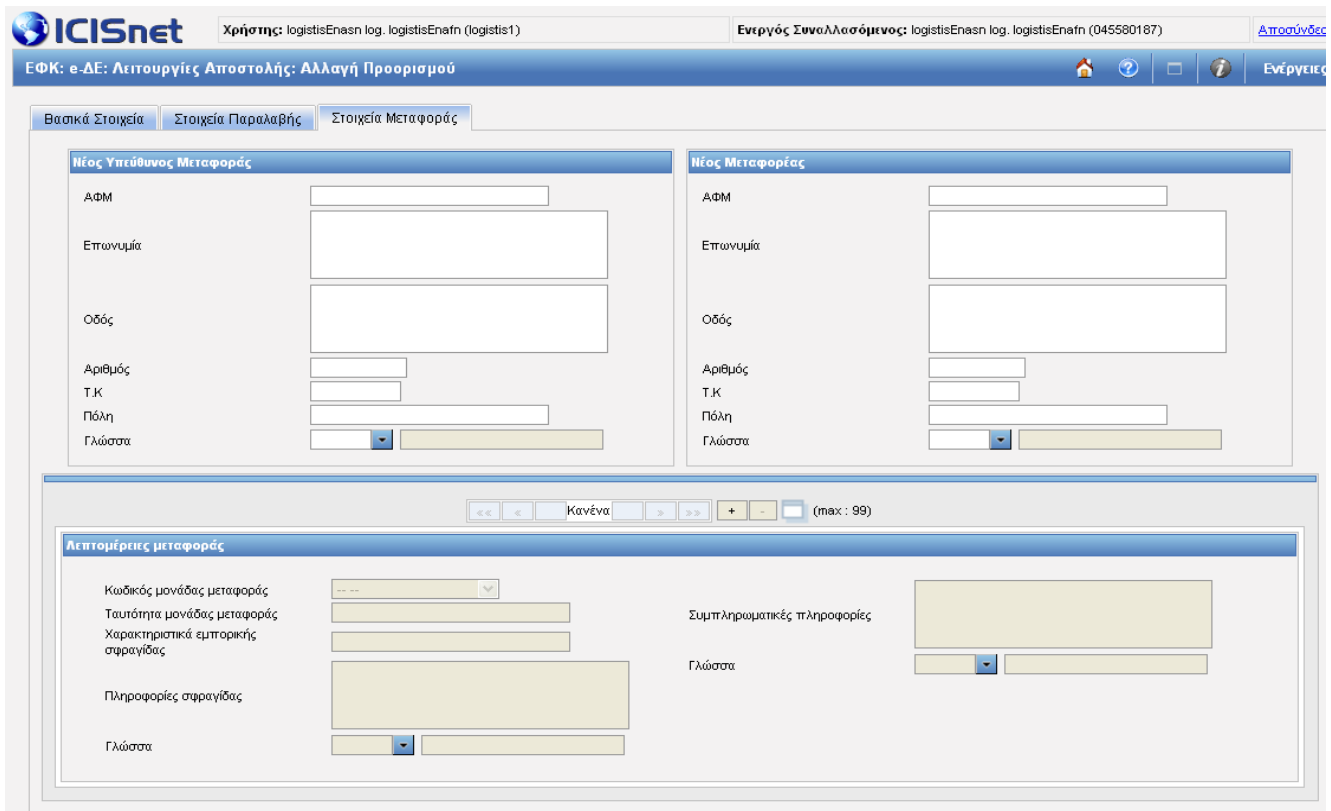 ICISnet
Χρήστης: logistisEnasn log. logistisEnafn (logistis1)
Ενεργός Συναλλασόμενος: logistisEnasn log. logistisEnafn (045580187)
Αποσύνδεσ
ΕΦΚ: e-ΔΕ: Λειτουργίες Αποστολής: Αλλαγή Προορισμού
Ενέργειες
Βασικά Στοιχεία
Στοιχεία Παραλαβής
Στοιχεία Μεταφοράς
Νέος Υπεύθυνος Μεταφοράς
ΑΦΜ
Επωνυμία
Οδός
Αριθμός
Τ.Κ
Πόλη
Γλώσσα
Νέος Μεταφορέας
ΑΦΜ
Επωνυμία
Οδός
Αριθμός
Τ.Κ
Πόλη
Γλώσσα
<< < Κανένα > >> + - (max : 99)
Λεπτομέρειες μεταφοράς
Κωδικός μονάδας μεταφοράς
-- --
Ταυτότητα μονάδας μεταφοράς
Χαρακτηριστικά εμπορικής
σφραγίδας
Πληροφορίες σφραγίδας
Γλώσσα
Συμπληρωματικές πληροφορίες
Γλώσσα